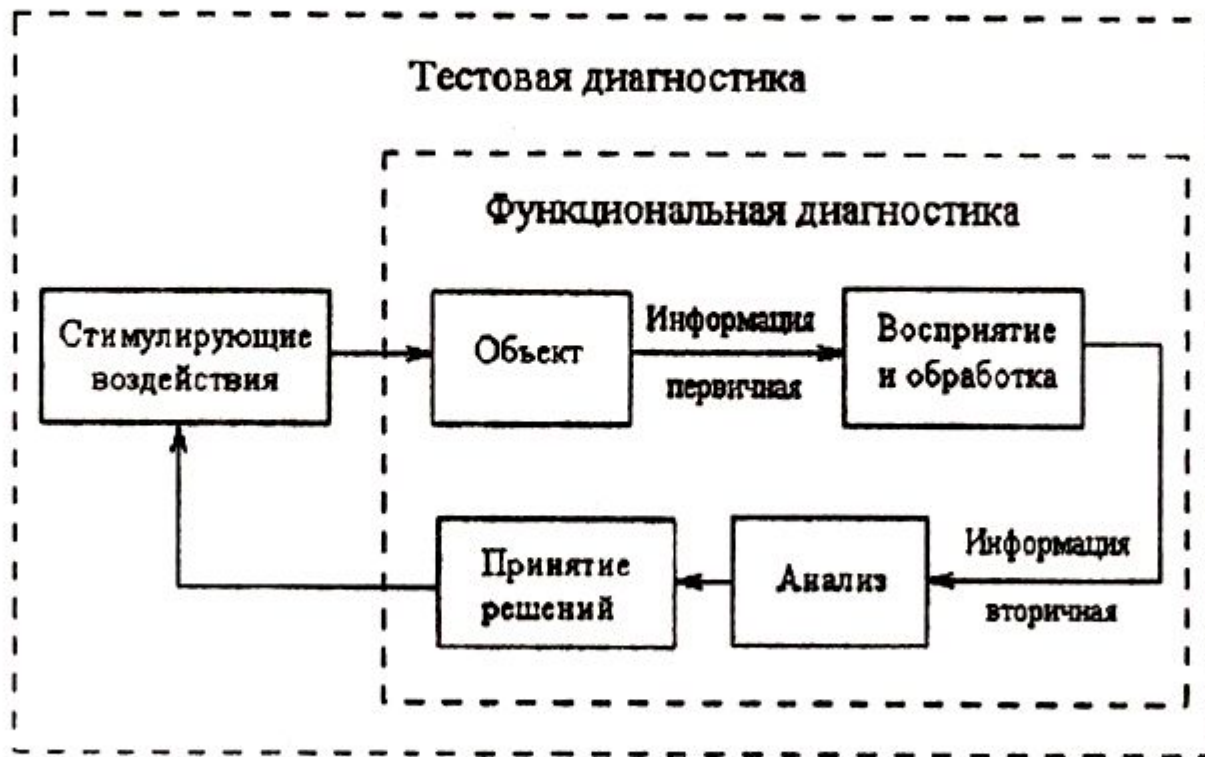 Тестовая диагностика
Функциональная диагностика
Стимулирующие
воздействия
Объект
Информация
первичная
Восприятие
и обработка
Принятие
решений
Анализ
Информация
вторичная